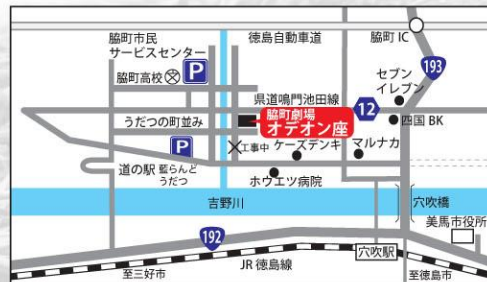 脇町市民
サービスセンター
徳島自動車道
脇町 IC
193
脇町高校
P
セブン
イレブン
県道鳴門池田線
12
脇町劇場
オデオン座
四国 BK
うだつの町並み
P
工事中
ケーズデンキ
マルナカ
道の駅 藍らんど
うだつ
ホウエツ病院
吉野川
穴吹橋
美馬市役所
192
穴吹駅
至三好市
JR 徳島線
至徳島市